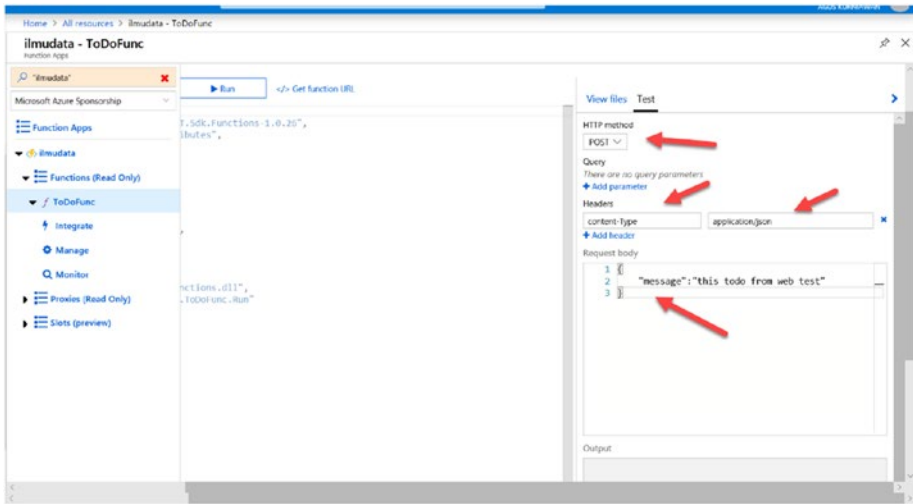 Home > All resources > ilmudata - ToDoFunc
ilmudata - ToDoFunc
Function Apps
"ilmudata"
Microsoft Azure Sponsorship
Function Apps
ilmudata
Functions (Read Only)
ToDoFunc
Integrate
Manage
Monitor
Proxies (Read Only)
Slots (preview)
Run
</> Get function URL
T.Sdk.Functions-1.0.26",
ibutes",
,
nctions.dll",
.ToDoFunc.Run"
View files Test
HTTP method
POST
Query
There are no query parameters
+ Add parameter
Headers
content-Type application/json
+ Add header
Request body
1 {
2 "message":"this todo from web test"
3 }
Output